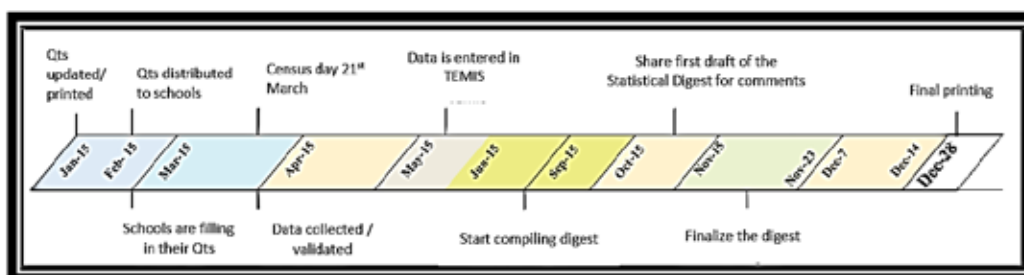 Qts
updated/
printed
Qts distributed
to schools
Census day 21st
March
Data is entered in
TEMIS
Share first draft of the
Statistical Digest for comments
Final printing
Jan-15
Feb- 15
Mar-15
Apr-15
May-15
Jun-15
Sep-15
Oct-15
Nov-15
Nov-23
Dec-7
Dec-14
Dec-28
Schools are filling
in their Qts
Data collected /
validated
Start compiling digest
Finalize the digest